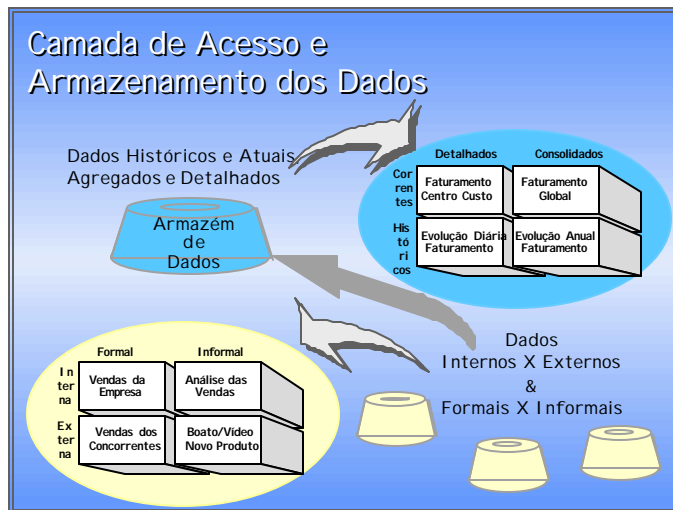 Camada de Acesso e
Armazenamento dos Dados
Dados Históricos e Atuais,
Agregados e Detalhados
Armazém
de
Dados
Detalhados Consolidados
Cor
ren
tes
Faturamento
Centro Custo
Faturamento
Global
His
tó
ri
cos
Evolução Diária
Faturamento
Evolução Anual
Faturamento
Dados
Internos X Externos
&
Formais X Informais
Formal Informal
In
ter
na
Vendas da
Empresa
Análise das
Vendas
Ex
ter
na
Vendas dos
Concorrentes
Boato/Vídeo
Novo Produto